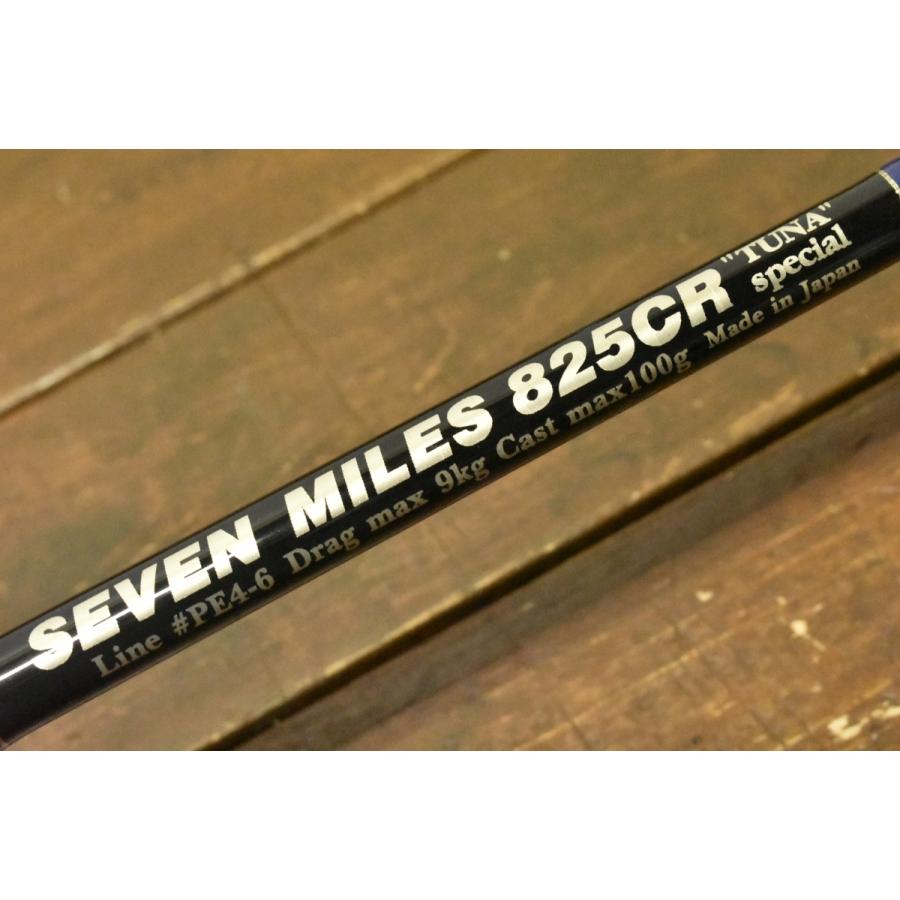 SEVEN MILES 825CR "TUNA" special
Line #PE4-6 Drag max 9kg Cast max100g Made in Japan